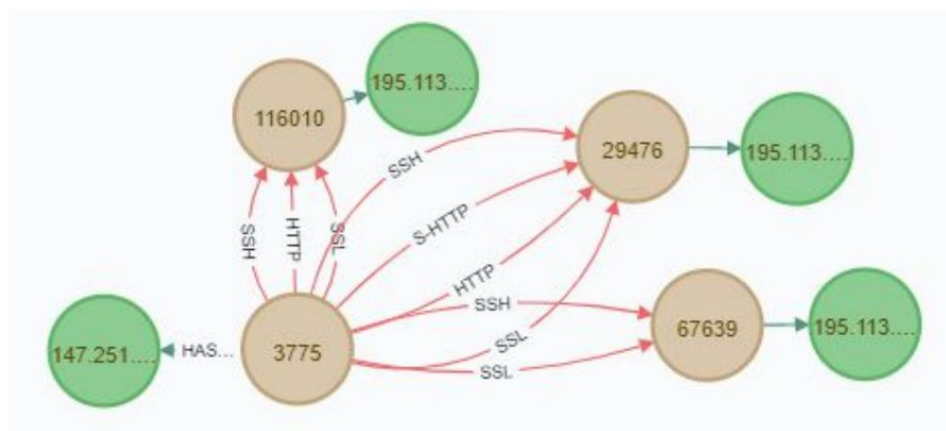 195.113....
116010
29476
195.113....
SSH
S-HTTP
SSH
HTTP
SSL
HTTP
SSH
67639
195.113....
147.251....
HAS...
3775
SSL
SSL